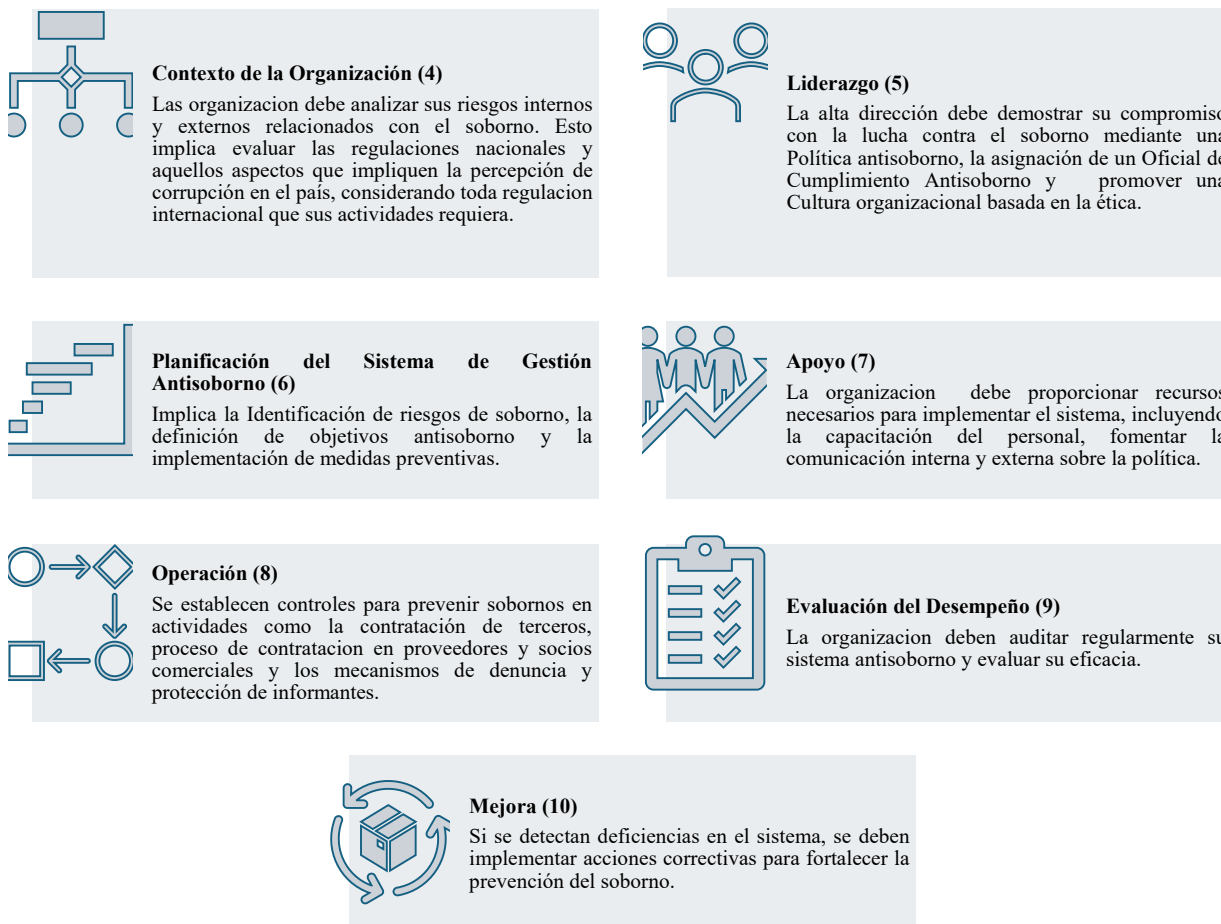 Contexto de la Organización (4)
Las organizacion debe analizar sus riesgos internos
y externos relacionados con el soborno. Esto
implica evaluar las regulaciones nacionales y
aquellos aspectos que impliquen la percepción de
corrupción en el país, considerando toda regulacion
internacional que sus actividades requiera.
Liderazgo (5)
La alta dirección debe demostrar su compromiso
con la lucha contra el soborno mediante una
Política antisoborno, la asignación de un Oficial de
Cumplimiento Antisoborno y promover una
Cultura organizacional basada en la ética.
Planificación del Sistema de Gestión
Antisoborno (6)
Implica la Identificación de riesgos de soborno, la
definición de objetivos antisoborno y la
implementación de medidas preventivas.
Apoyo (7)
La organizacion debe proporcionar recursos
necesarios para implementar el sistema, incluyendo
la capacitación del personal, fomentar la
comunicación interna y externa sobre la política.
Operación (8)
Se establecen controles para prevenir sobornos en
actividades como la contratación de terceros,
proceso de contratacion en proveedores y socios
comerciales y los mecanismos de denuncia y
protección de informantes.
Evaluación del Desempeño (9)
La organizacion deben auditar regularmente su
sistema antisoborno y evaluar su eficacia.
Mejora (10)
Si se detectan deficiencias en el sistema, se deben
implementar acciones correctivas para fortalecer la
prevención del soborno.